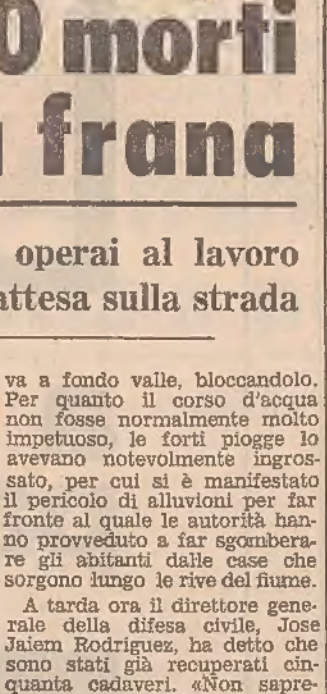 0 morti
a frana
operai al lavoro
attesa sulla strada
va a fondo valle, bloccandolo.
Per quanto il corso d'acqua
non fosse normalmente molto
impetuoso, le forti piogge lo
avevano notevolmente ingros-
sato, per cui si è manifestato
il pericolo di alluvioni per far
fronte al quale le autorità han-
no provveduto a far sgombera-
re gli abitanti dalle case che
sorgono lungo le rive del fiume.
A tarda ora il direttore gene-
rale della difesa civile, Jose
Jaiem Rodriguez, ha detto che
sono stati già recuperati cin-
quanta cadaveri. «Non sapre-